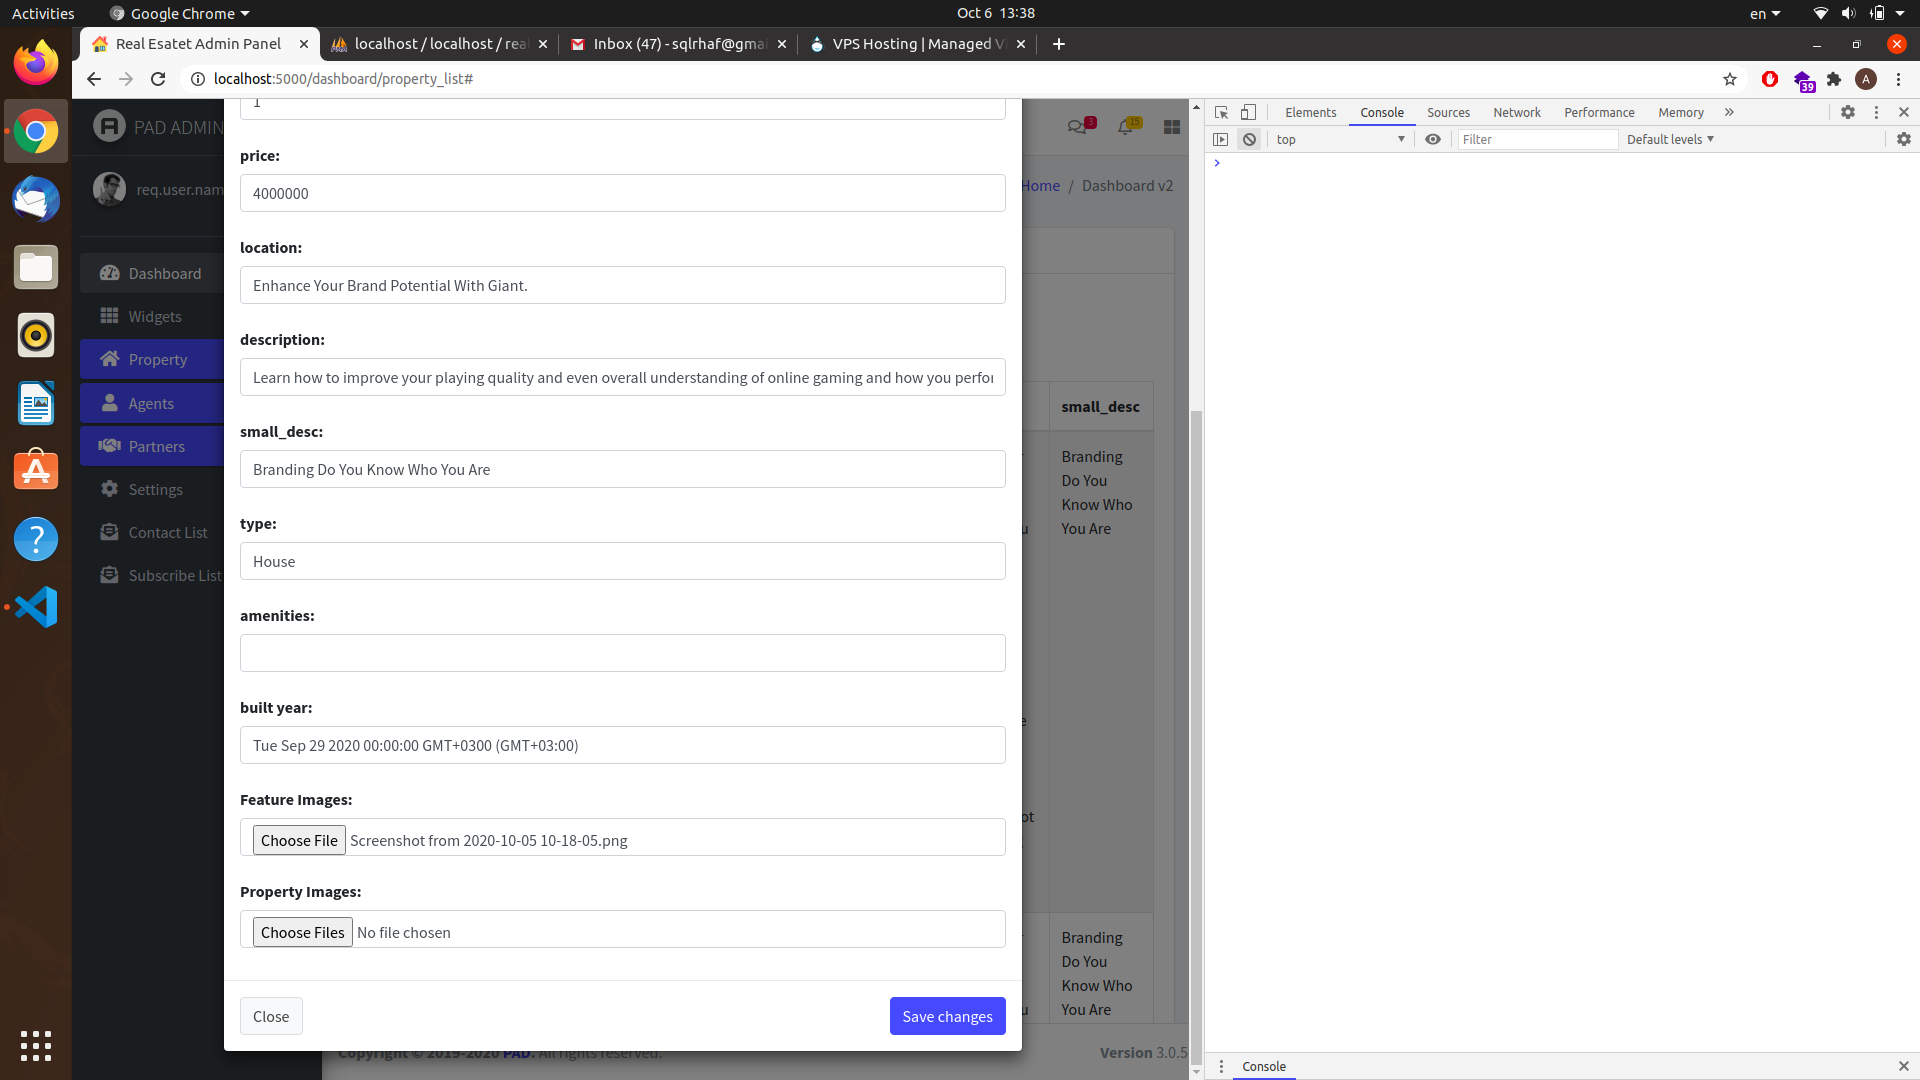 Activities
Google Chrome
Oct 6 13:38
en
Real Esatet Admin Panel
localhost / localhost / rea
Inbox (47) - sqlrhaf@gma
VPS Hosting | Managed V
localhost:5000/dashboard/property_list#
39
A
PAD ADMIN
req.user.nam
Dashboard
Widgets
Property
Agents
Partners
Settings
Contact List
Subscribe List
1
price:
4000000
location:
Enhance Your Brand Potential With Giant.
description:
Learn how to improve your playing quality and even overall understanding of online gaming and how you perfor
small_desc:
Branding Do You Know Who You Are
type:
House
amenities:
built year:
Tue Sep 29 2020 00:00:00 GMT+0300 (GMT+03:00)
Feature Images:
Choose File Screenshot from 2020-10-05 10-18-05.png
Property Images:
Choose Files No file chosen
Close
Save changes
3
15
Home / Dashboard v2
small_desc
Branding
Do You
Know Who
You Are
u
e
ot
Branding
Do You
Know Who
You Are
u
Copyright © 2019-2020 PAD. All rights reserved.
Version 3.0.5
Elements
Console
Sources
Network
Performance
Memory
top
Filter
Default levels
Console